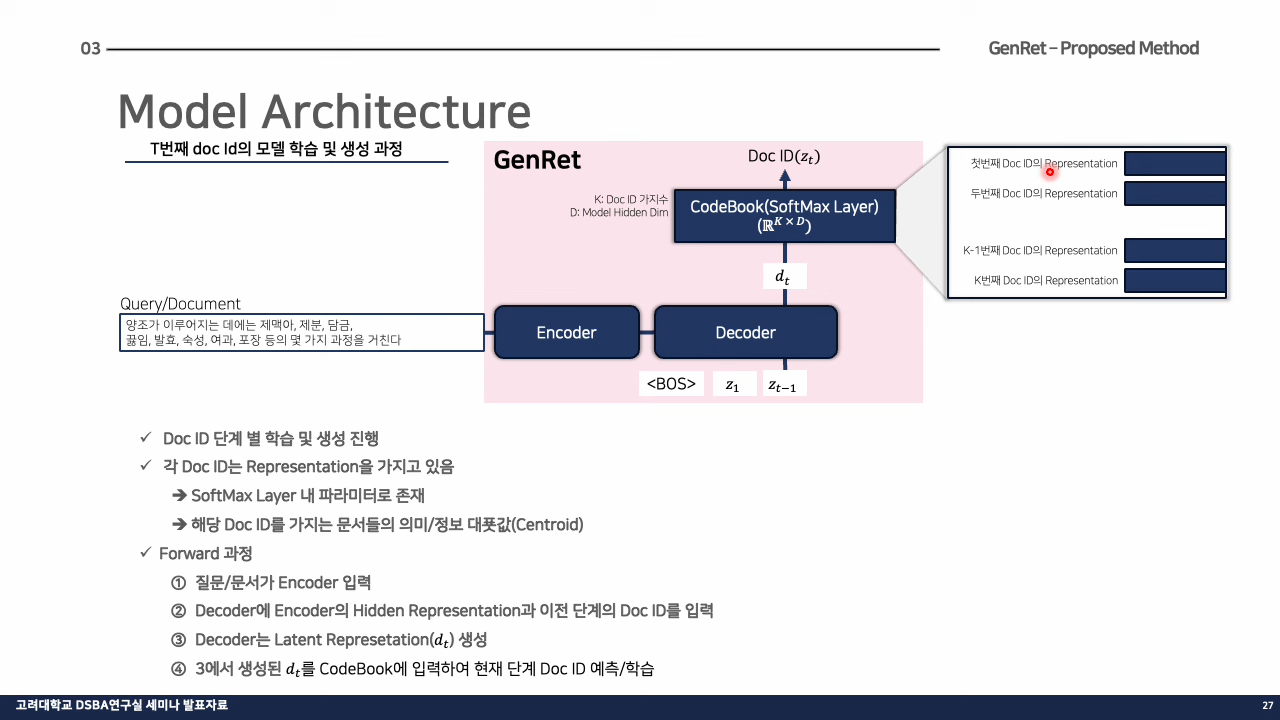 03
GenRet – Proposed Method
Model Architecture
T번째 doc Id의 모델 학습 및 생성 과정
GenRet
Doc ID(z_t)
K: Doc ID 가지수
D: Model Hidden Dim
CodeBook(SoftMax Layer)
(ℝ^{K×D})
첫번째 Doc ID의 Representation
두번째 Doc ID의 Representation
K-1번째 Doc ID의 Representation
K번째 Doc ID의 Representation
d_t
Query/Document
양조가 이루어지는 데에는 제맥아, 제분, 담금,
끓임, 발효, 숙성, 여과, 포장 등의 몇 가지 과정을 거친다
Encoder
Decoder
<BOS>
z_1
z_{t-1}
✓ Doc ID 단계 별 학습 및 생성 진행
✓ 각 Doc ID는 Representation을 가지고 있음
➔ SoftMax Layer 내 파라미터로 존재
➔ 해당 Doc ID를 가지는 문서들의 의미/정보 대푯값(Centroid)
✓ Forward 과정
① 질문/문서가 Encoder 입력
② Decoder에 Encoder의 Hidden Representation과 이전 단계의 Doc ID를 입력
③ Decoder는 Latent Represetation(d_t) 생성
④ 3에서 생성된 d_t를 CodeBook에 입력하여 현재 단계 Doc ID 예측/학습
고려대학교 DSBA연구실 세미나 발표자료
27